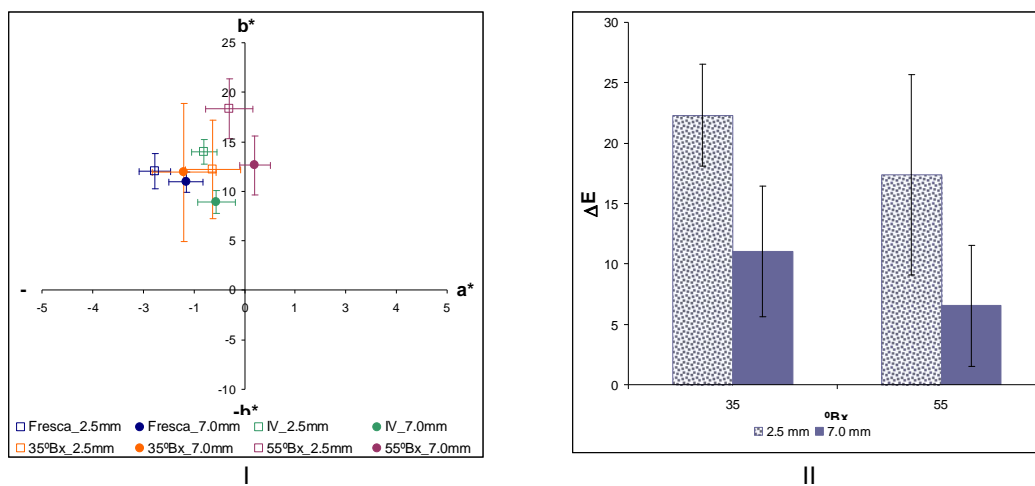 b*
25
20
15
10
5
0
- a*
-5 -4 -3 -1 0 1 3 4 5
-5
-10
-b*
Fresca_2.5mm Fresca_7.0mm IV_2.5mm IV_7.0mm
35ºBx_2.5mm 35ºBx_7.0mm 55ºBx_2.5mm 55ºBx_7.0mm
I
30
25
20
15
10
5
0
ΔE
35 55
ºBx
2.5 mm 7.0 mm
II